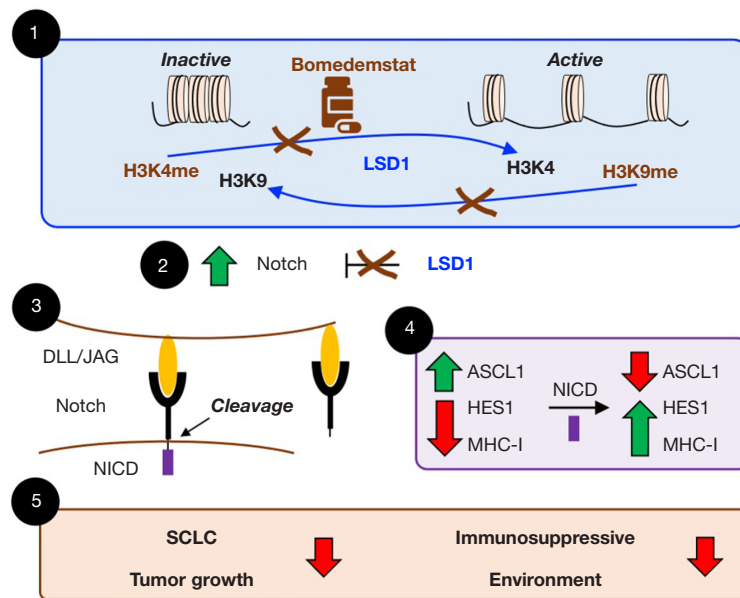 1
Inactive
Bomedemstat
Active
H3K4me
H3K9
LSD1
H3K4
H3K9me
2
Notch
LSD1
3
DLL/JAG
Notch
Cleavage
NICD
4
ASCL1
HES1
MHC-I
NICD
ASCL1
HES1
MHC-I
5
SCLC
Tumor growth
Immunosuppressive
Environment